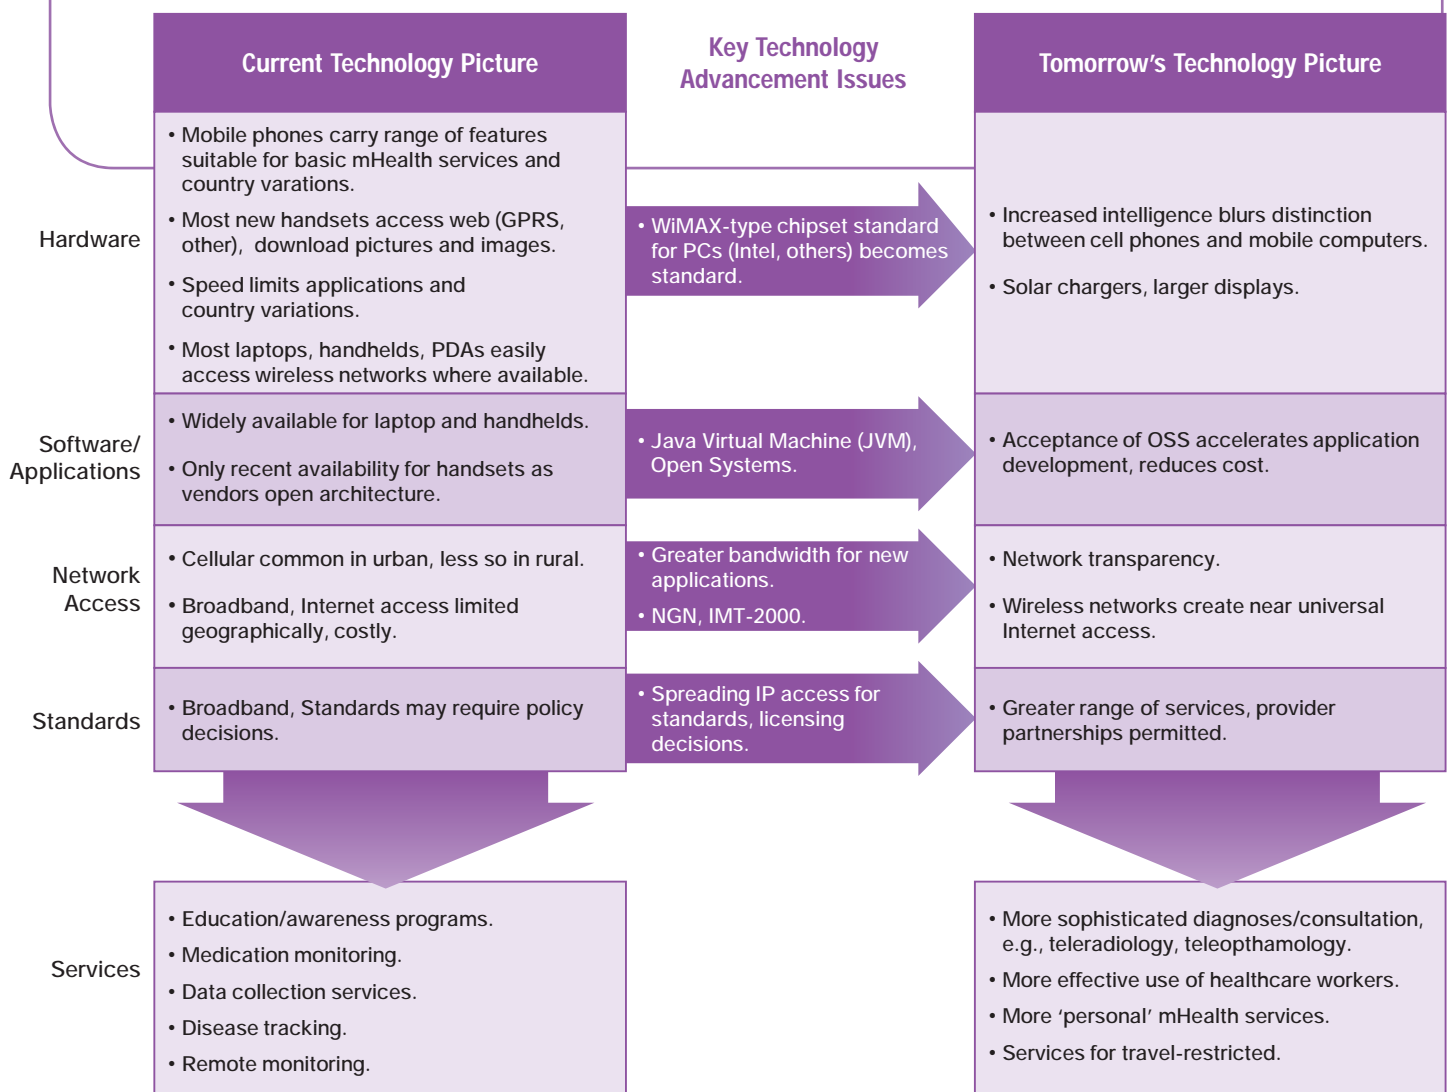 Current Technology Picture
Key Technology
Advancement Issues
Tomorrow's Technology Picture
Hardware
• Mobile phones carry range of features
suitable for basic mHealth services and
country varations.
• Most new handsets access web (GPRS,
other), download pictures and images.
• Speed limits applications and
country variations.
• Most laptops, handhelds, PDAs easily
access wireless networks where available.
• WiMAX-type chipset standard
for PCs (Intel, others) becomes
standard.
• Increased intelligence blurs distinction
between cell phones and mobile computers.
• Solar chargers, larger displays.
Software/
Applications
• Widely available for laptop and handhelds.
• Only recent availability for handsets as
vendors open architecture.
• Java Virtual Machine (JVM),
Open Systems.
• Acceptance of OSS accelerates application
development, reduces cost.
Network
Access
• Cellular common in urban, less so in rural.
• Broadband, Internet access limited
geographically, costly.
• Greater bandwidth for new
applications.
• NGN, IMT-2000.
• Network transparency.
• Wireless networks create near universal
Internet access.
Standards
• Broadband, Standards may require policy
decisions.
• Spreading IP access for
standards, licensing
decisions.
• Greater range of services, provider
partnerships permitted.
Services
• Education/awareness programs.
• Medication monitoring.
• Data collection services.
• Disease tracking.
• Remote monitoring.
• More sophisticated diagnoses/consultation,
e.g., teleradiology, teleopthamology.
• More effective use of healthcare workers.
• More 'personal' mHealth services.
• Services for travel-restricted.